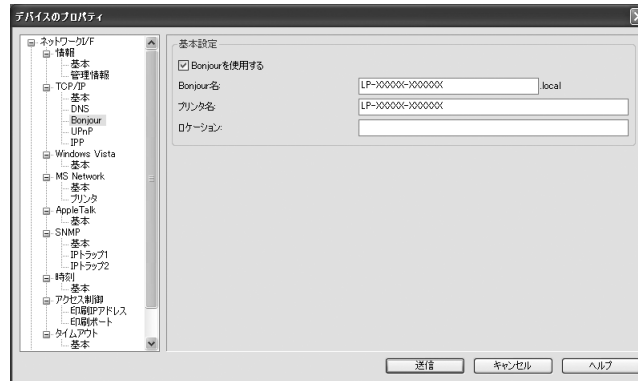 デバイスのプロパティ
ネットワークI/F
情報
基本
管理情報
TCP/IP
基本
DNS
Bonjour
UPnP
IPP
Windows Vista
基本
MS Network
基本
プリンタ
AppleTalk
基本
SNMP
基本
IPトラップ1
IPトラップ2
時刻
基本
アクセス制御
印刷IPアドレス
印刷ポート
タイムアウト
基本
基本設定
Bonjourを使用する
Bonjour名: LP-XXXXX-XXXXXX .local
プリンタ名: LP-XXXXX-XXXXXX
ロケーション:
送信 キャンセル ヘルプ